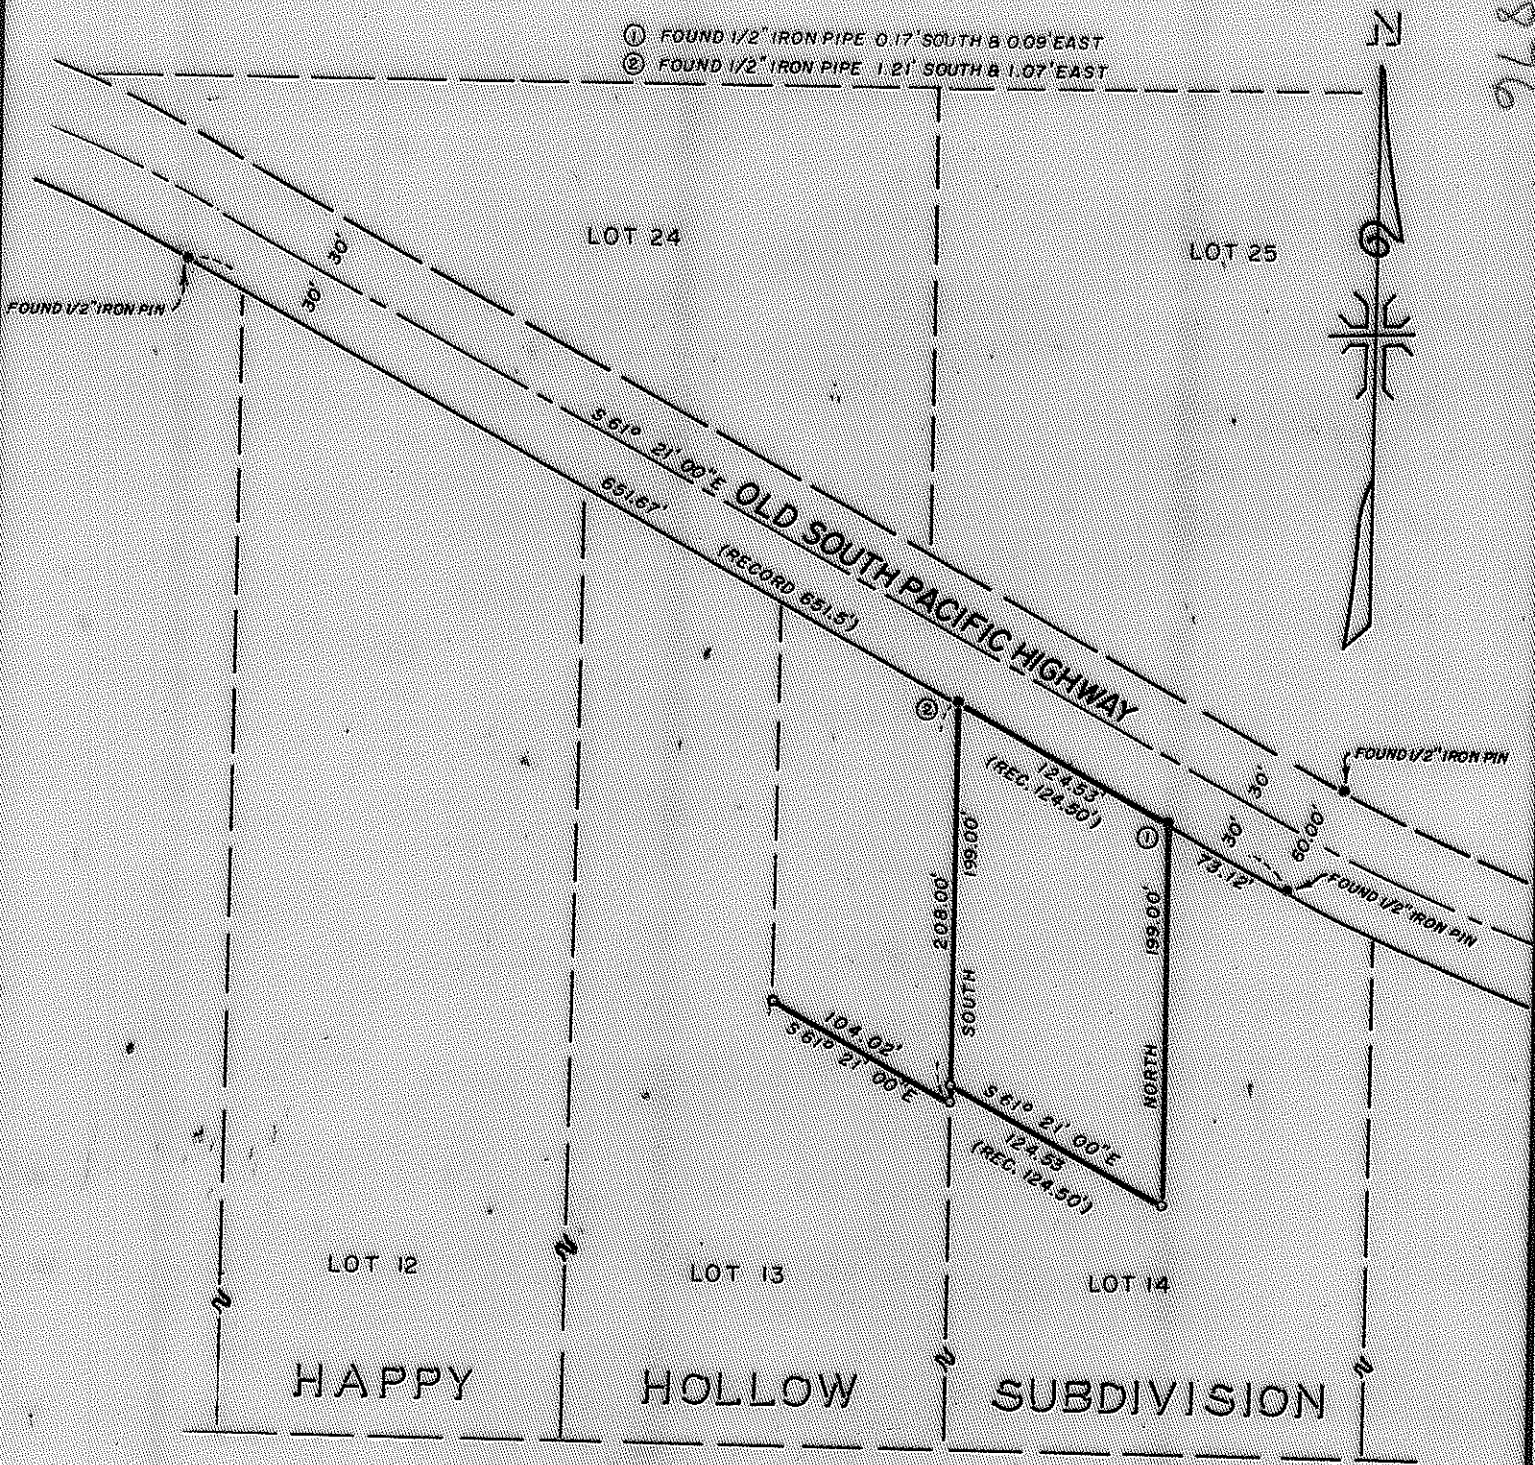 ① FOUND 1/2" IRON PIPE 0.17' SOUTH & 0.09' EAST
② FOUND 1/2" IRON PIPE 1.21' SOUTH & 1.07' EAST
N
876
LOT 24
LOT 25
30'
30'
FOUND 1/2" IRON PIN
S 61° 21' 00" E
651.67'
(RECORD 651.5')
OLD SOUTH PACIFIC HIGHWAY
②
124.53'
(REC. 124.50')
①
FOUND 1/2" IRON PIN
30'
30'
60.00'
73.12'
FOUND 1/2" IRON PIN
199.00'
208.00'
SOUTH
199.00'
NORTH
104.02'
S 61° 21' 00" E
S 61° 21' 00" E
124.53
(REC. 124.50')
LOT 12
LOT 13
LOT 14
HAPPY HOLLOW SUBDIVISION